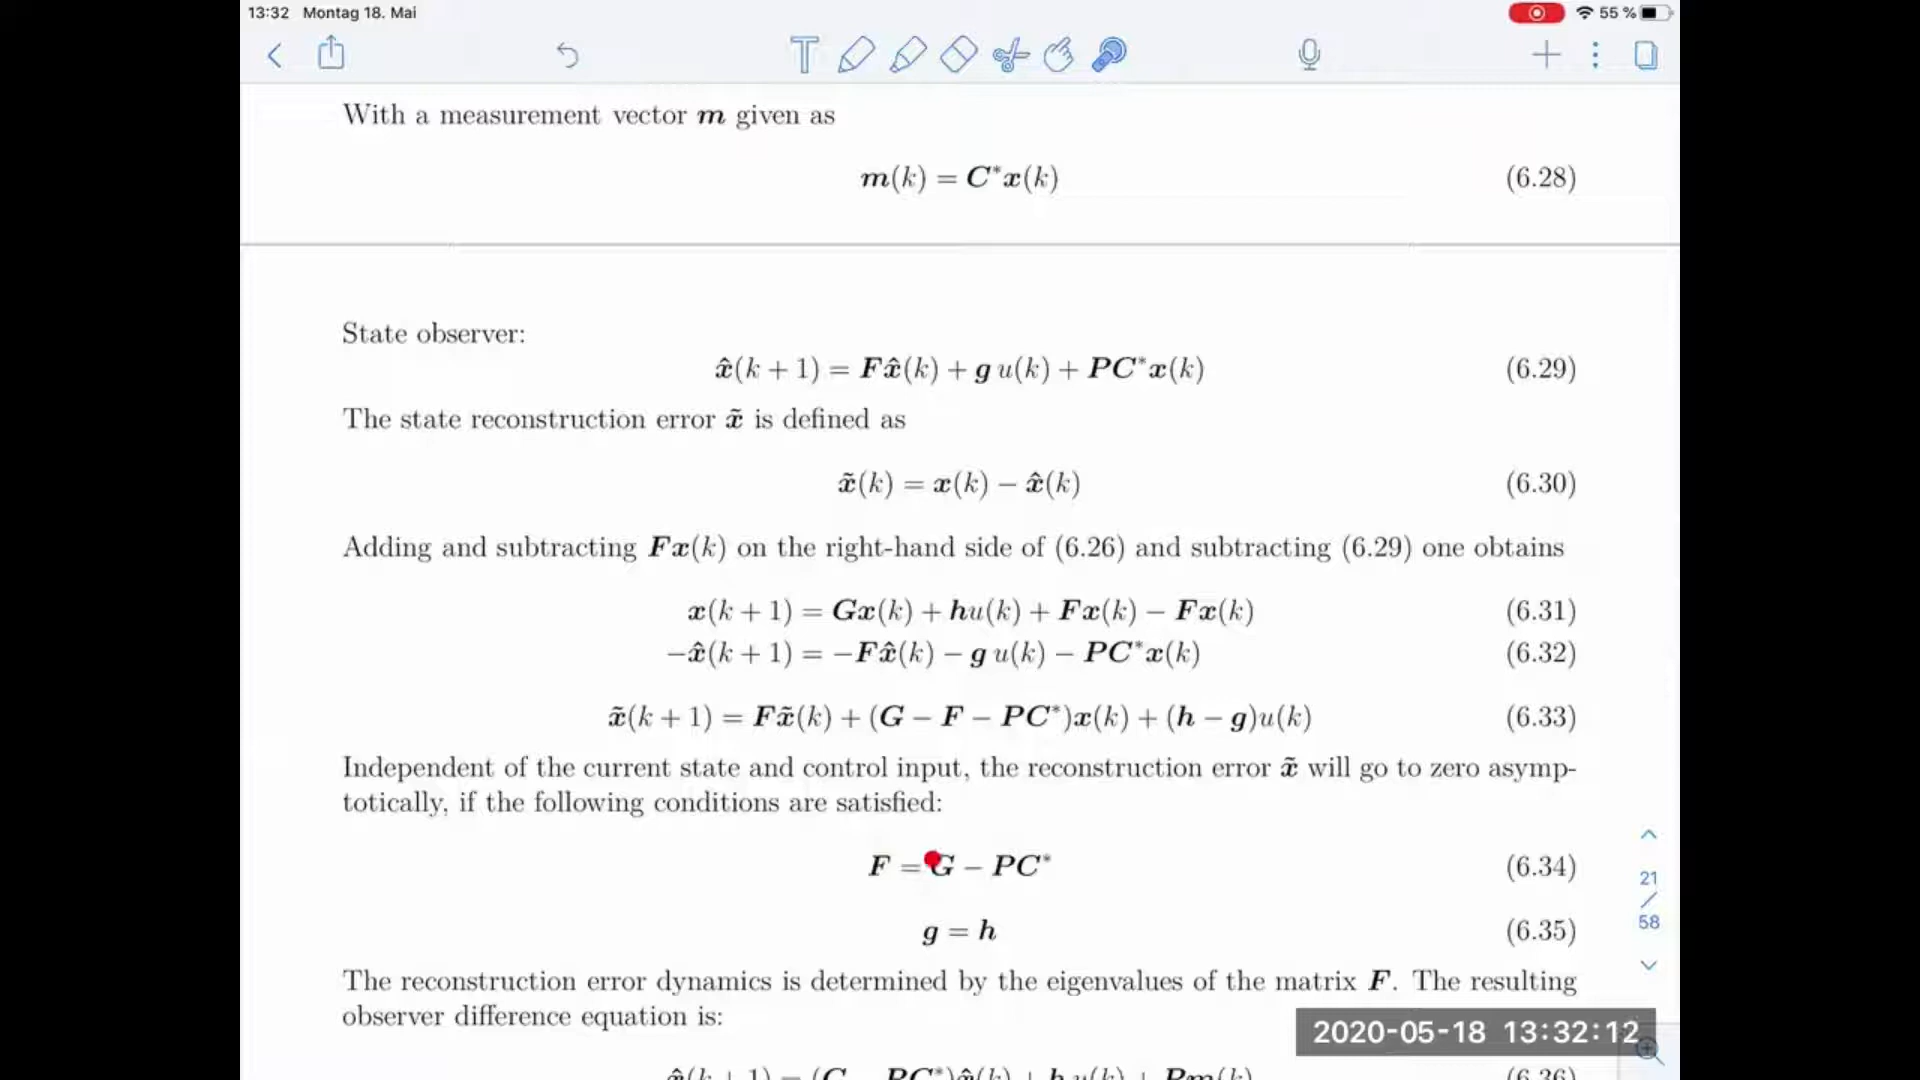 13:32 Montag 18. Mai 55 %
With a measurement vector m given as
m(k) = C*x(k) (6.28)
State observer:
x̂(k + 1) = Fx̂(k) + g u(k) + PC*x(k) (6.29)
The state reconstruction error x̃ is defined as
x̃(k) = x(k) − x̂(k) (6.30)
Adding and subtracting Fx(k) on the right-hand side of (6.26) and subtracting (6.29) one obtains
x(k + 1) = Gx(k) + hu(k) + Fx(k) − Fx(k) (6.31)
−x̂(k + 1) = −Fx̂(k) − g u(k) − PC*x(k) (6.32)
x̃(k + 1) = Fx̃(k) + (G − F − PC*)x(k) + (h − g)u(k) (6.33)
Independent of the current state and control input, the reconstruction error x̃ will go to zero asymp-
totically, if the following conditions are satisfied:
F = G − PC* (6.34)
21
/
58
g = h (6.35)
The reconstruction error dynamics is determined by the eigenvalues of the matrix F. The resulting
observer difference equation is:
2020-05-18 13:32:12
x̂(k + 1) = (G − PC*)x̂(k) + h u(k) + Pm(k) (6.36)